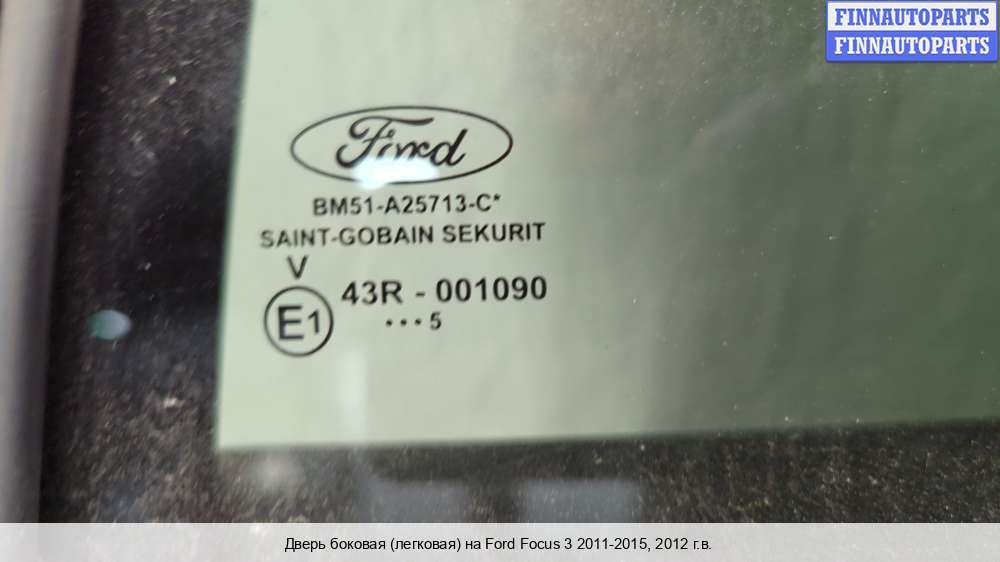 FINNAUTOPARTS
FINNAUTOPARTS
Ford
BM51-A25713-C*
SAINT-GOBAIN SEKURIT
V
43R - 001090
E1
•••5
Дверь боковая (легковая) на Ford Focus 3 2011-2015, 2012 г.в.